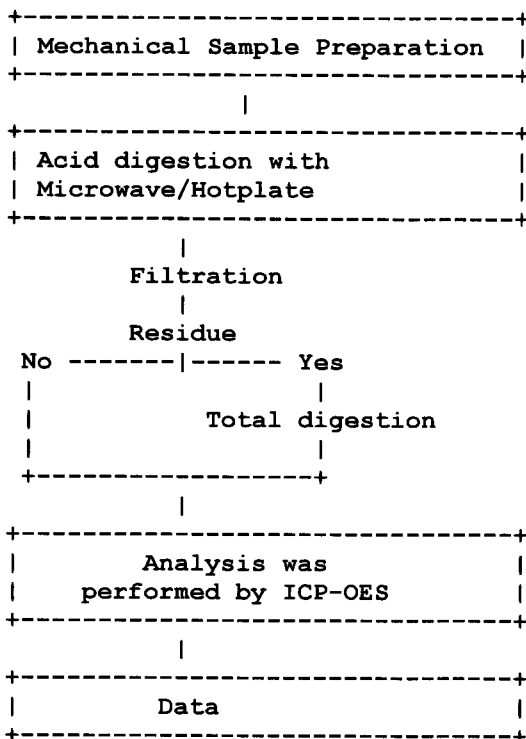 Mechanical Sample Preparation
Acid digestion with
Microwave/Hotplate
Filtration
Residue
No Yes
Total digestion
Analysis was
performed by ICP-OES
Data